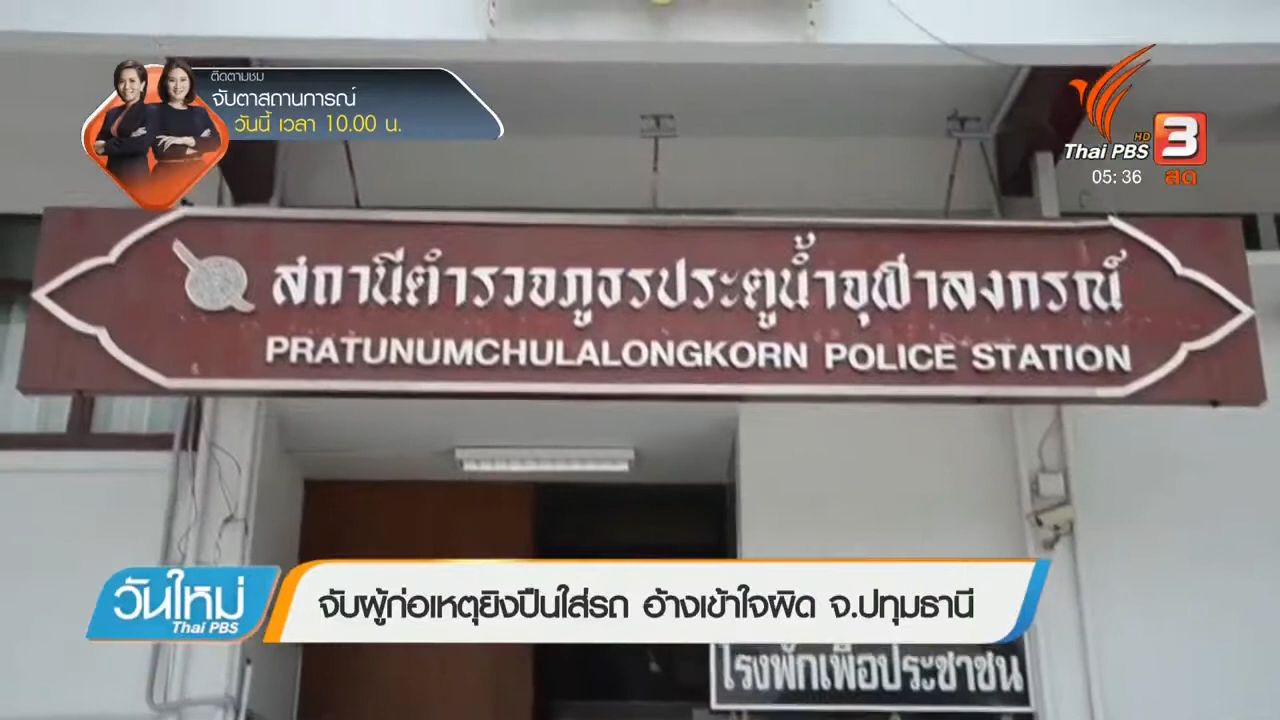 ติดตามชม
จับตาสถานการณ์
วันนี้ เวลา 10.00 น.
HD
Thai PBS 3
05: 36 สด
สถานีตำรวจภูธรประตูน้ำจุฬาลงกรณ์
PRATUNUMCHULALONGKORN POLICE STATION
วันใหม่
Thai PBS
จับผู้ก่อเหตุยิงปืนใส่รถ อ้างเข้าใจผิด จ.ปทุมธานี
โรงพักเพื่อประชาชน